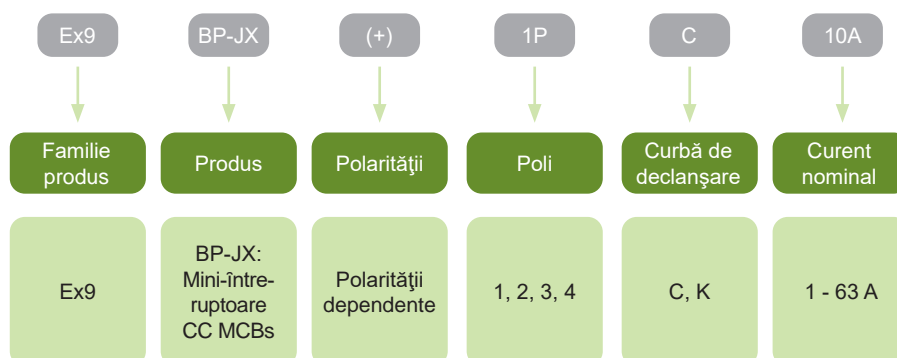 Ex9
BP-JX
(+)
1P
C
10A
Familie
produs
Produs
Polarităţii
Poli
Curbă de
declanşare
Curent
nominal
Ex9
BP-JX:
Mini-între-
ruptoare
CC MCBs
Polarităţii
dependente
1, 2, 3, 4
C, K
1 - 63 A